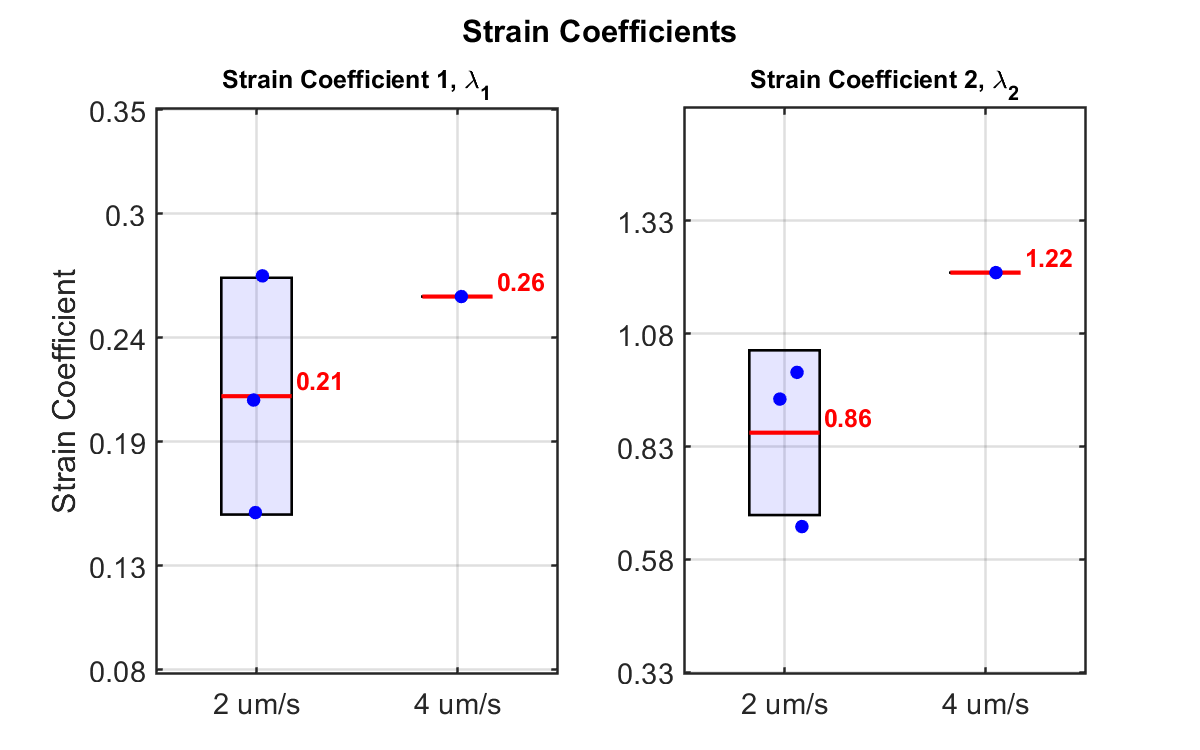 Strain Coefficients
Strain Coefficient 1, λ1
Strain Coefficient
0.35
0.3
0.24
0.19
0.13
0.08
0.21
0.26
2 um/s
4 um/s
Strain Coefficient 2, λ2
1.33
1.08
0.83
0.58
0.33
0.86
1.22
2 um/s
4 um/s